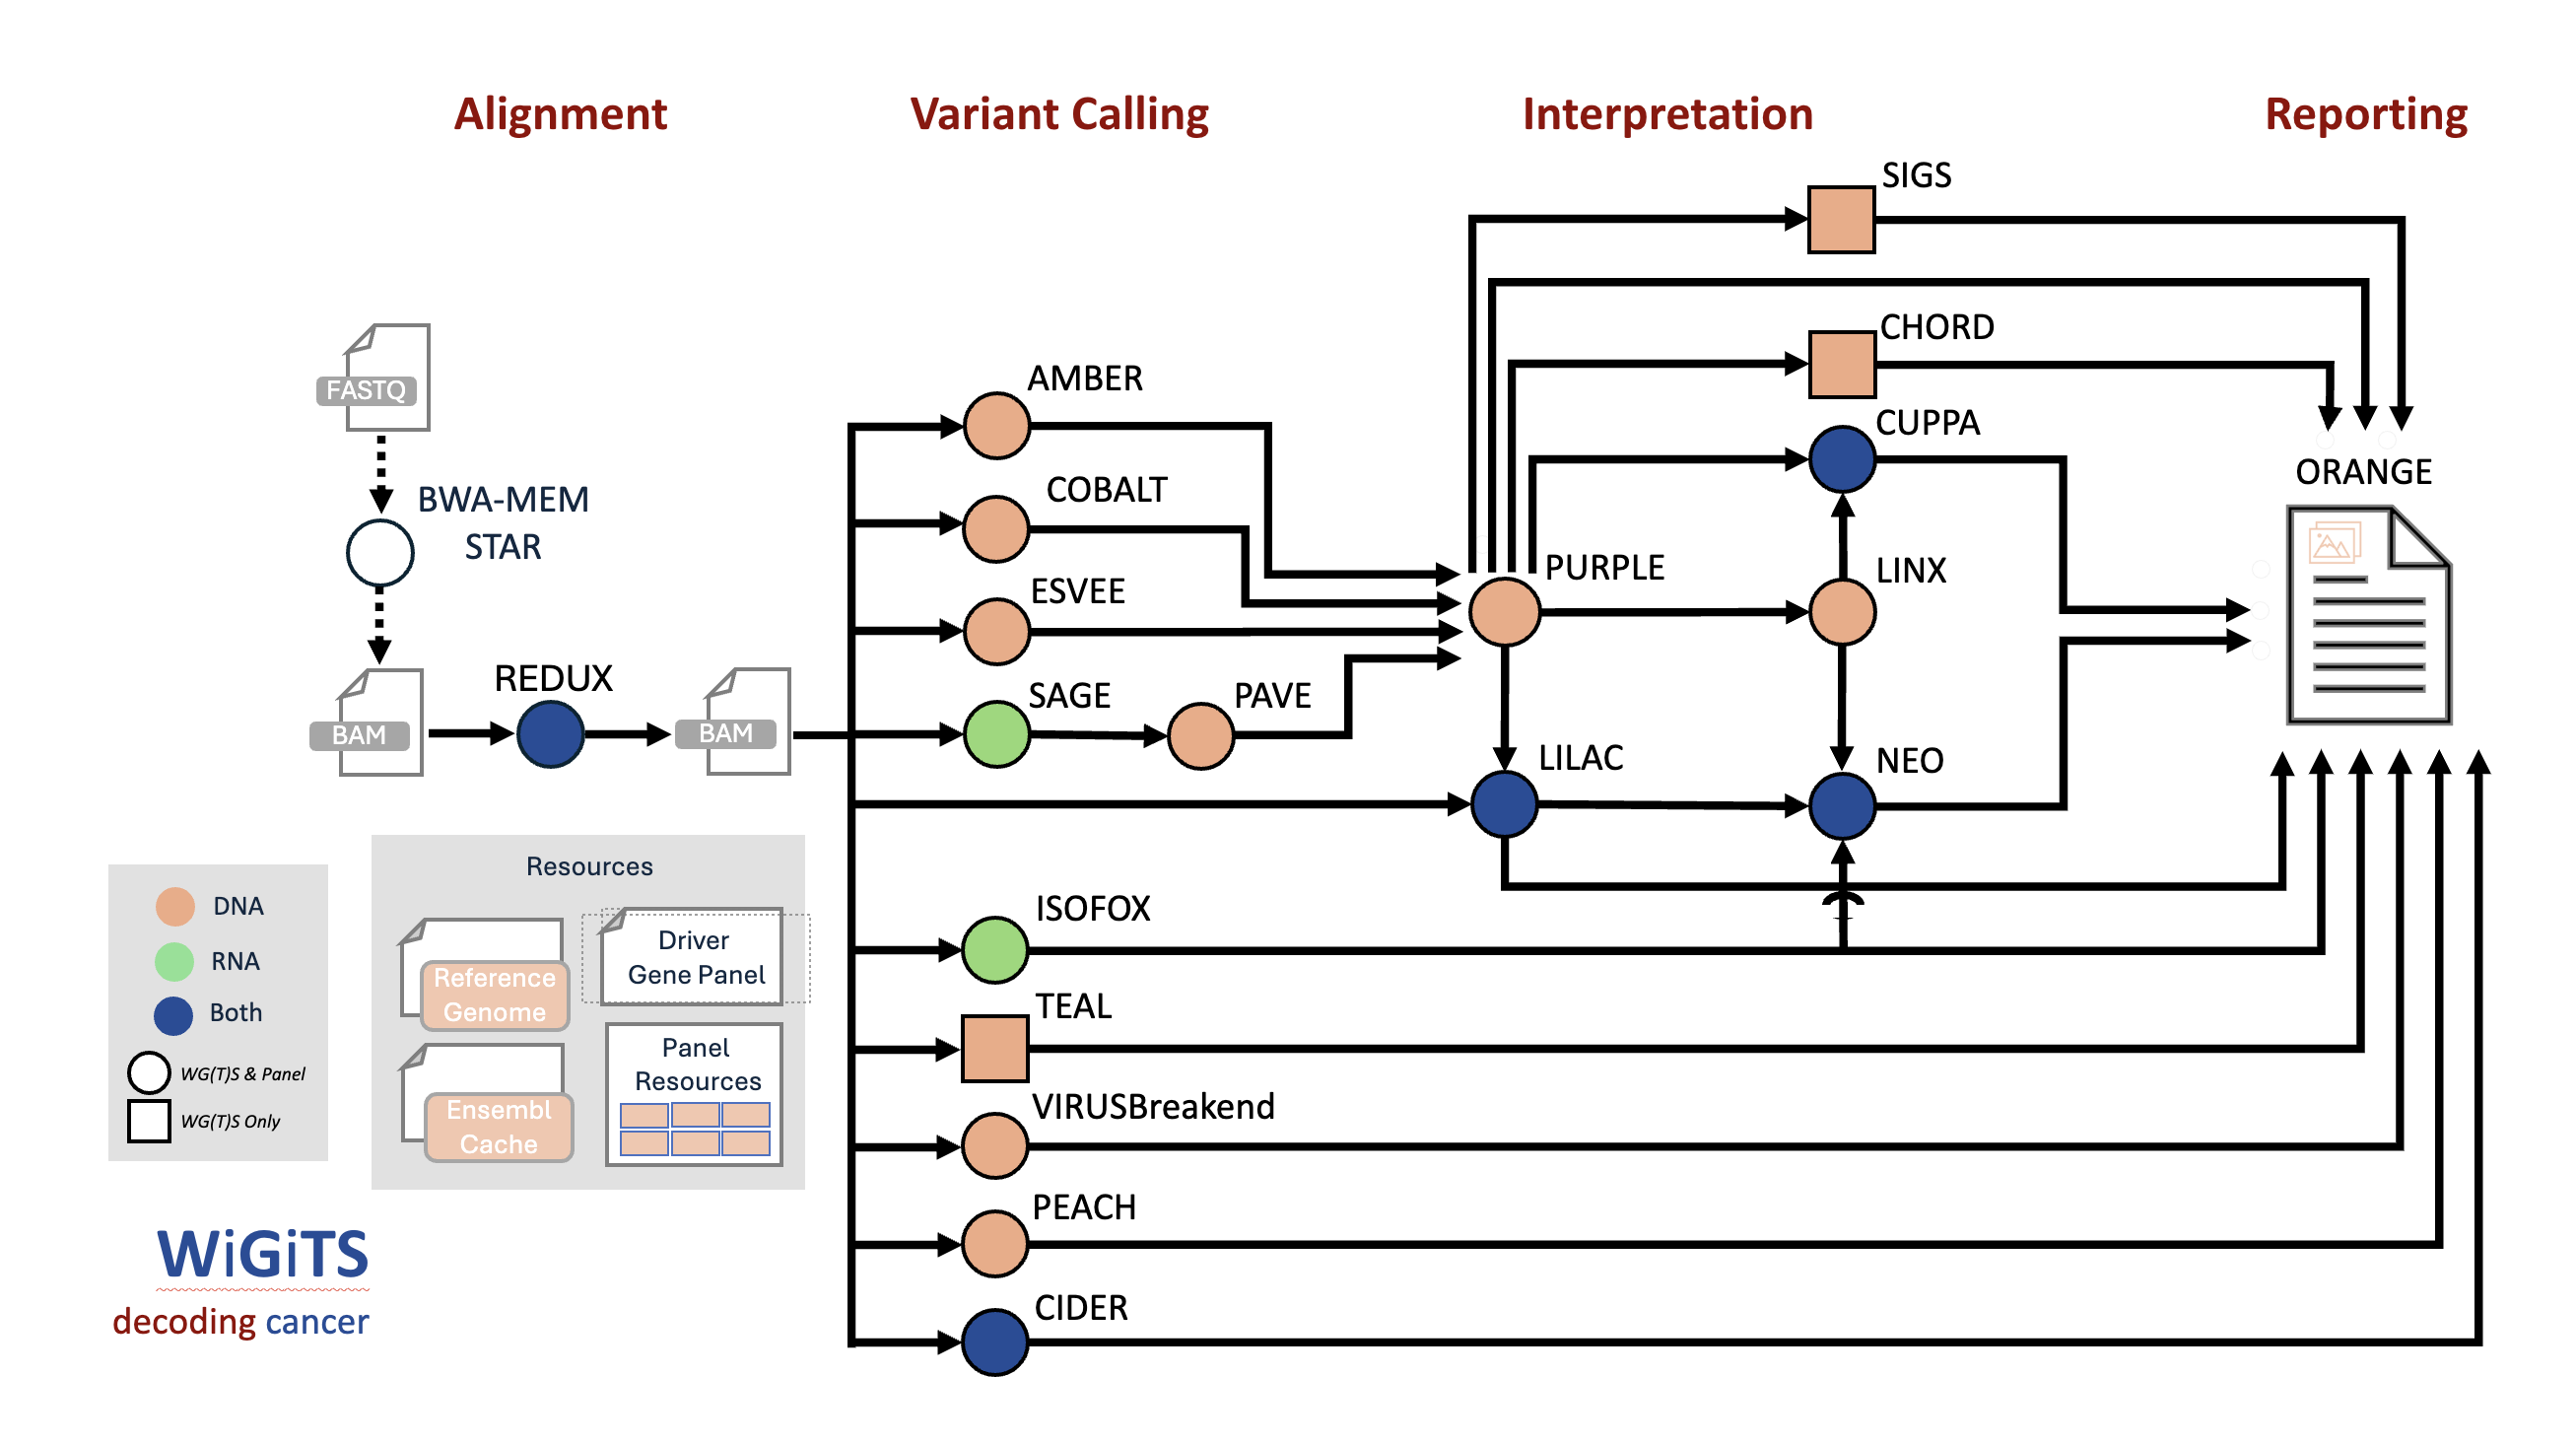 Alignment
Variant Calling
Interpretation
Reporting
SIGS
CHORD
CUPPA
FASTQ
AMBER
BWA-MEM
STAR
COBALT
ORANGE
ESVEE
PURPLE
LINX
REDUX
BAM
BAM
SAGE
PAVE
LILAC
NEO
Resources
DNA
RNA
Both
WG(T)S & Panel
WG(T)S Only
Reference
Genome
Driver
Gene Panel
Ensembl
Cache
Panel
Resources
ISOFOX
TEAL
VIRUSBreakend
PEACH
CIDER
WiGiTS
decoding cancer